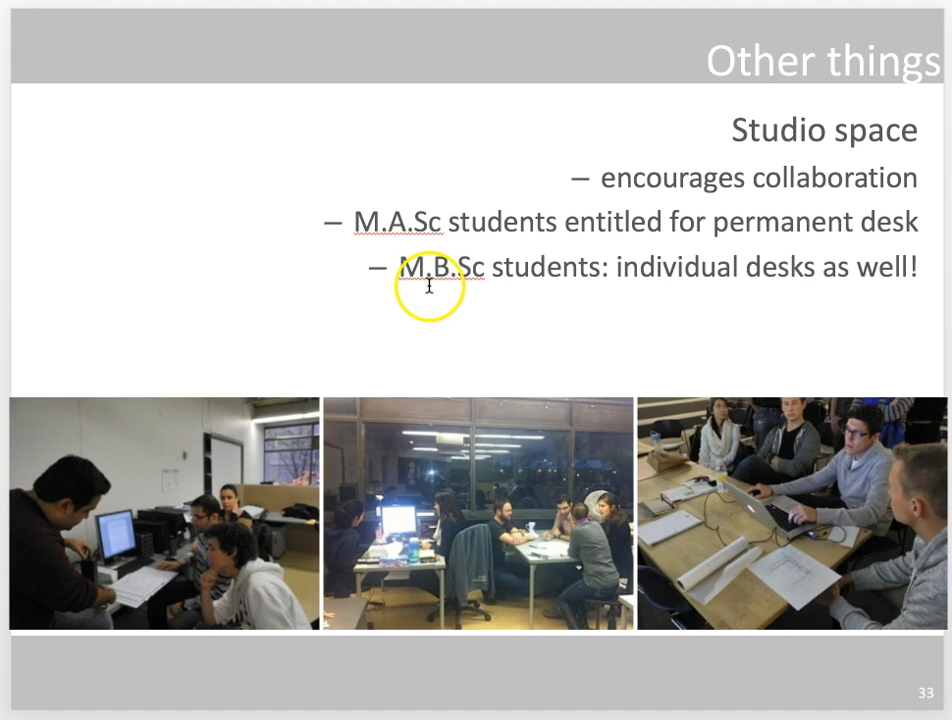 Other things
Studio space
– encourages collaboration
– M.A.Sc students entitled for permanent desk
– M.B.Sc students: individual desks as well!
33